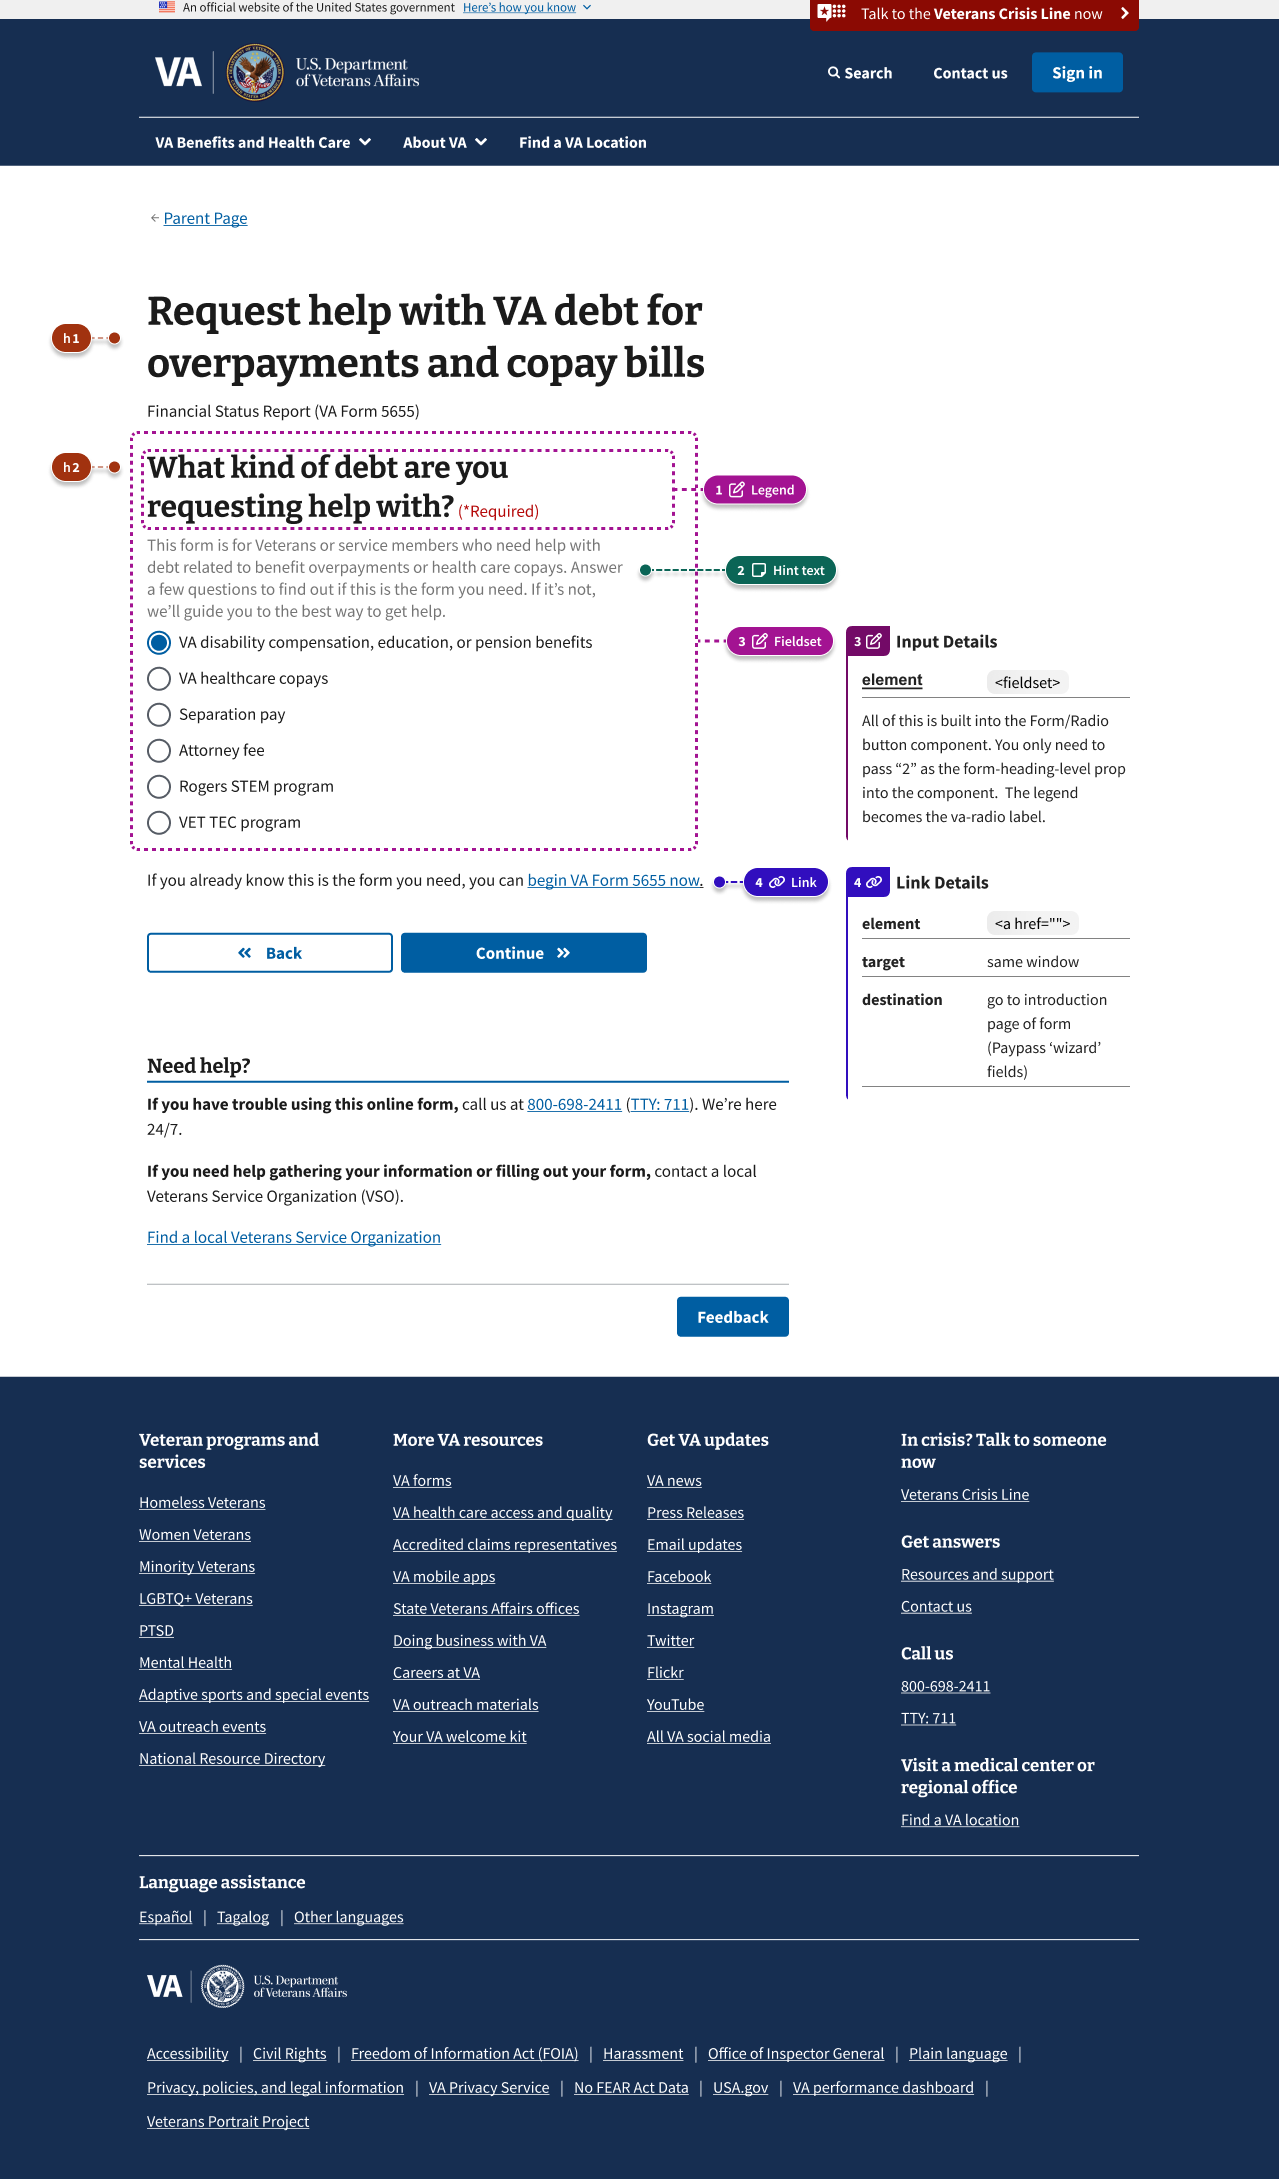 An official website of the United States government Here's how you know
Talk to the Veterans Crisis Line now
VA U.S. Department of Veterans Affairs
Search
Contact us
Sign in
VA Benefits and Health Care
About VA
Find a VA Location
Parent Page
h1
Request help with VA debt for
overpayments and copay bills
Financial Status Report (VA Form 5655)
h2
What kind of debt are you
requesting help with? (*Required)
1 Legend
This form is for Veterans or service members who need help with
debt related to benefit overpayments or health care copays. Answer
a few questions to find out if this is the form you need. If it's not,
we'll guide you to the best way to get help.
2 Hint text
VA disability compensation, education, or pension benefits
VA healthcare copays
Separation pay
Attorney fee
Rogers STEM program
VET TEC program
3 Fieldset
3 Input Details
element <fieldset>
All of this is built into the Form/Radio
button component. You only need to
pass “2” as the form-heading-level prop
into the component. The legend
becomes the va-radio label.
If you already know this is the form you need, you can begin VA Form 5655 now.
4 Link
4 Link Details
element <a href="">
target same window
destination go to introduction
page of form
(Paypass ‘wizard’
fields)
Back
Continue
Need help?
If you have trouble using this online form, call us at 800-698-2411 (TTY: 711). We're here
24/7.
If you need help gathering your information or filling out your form, contact a local
Veterans Service Organization (VSO).
Find a local Veterans Service Organization
Feedback
Veteran programs and
services
Homeless Veterans
Women Veterans
Minority Veterans
LGBTQ+ Veterans
PTSD
Mental Health
Adaptive sports and special events
VA outreach events
National Resource Directory
More VA resources
VA forms
VA health care access and quality
Accredited claims representatives
VA mobile apps
State Veterans Affairs offices
Doing business with VA
Careers at VA
VA outreach materials
Your VA welcome kit
Get VA updates
VA news
Press Releases
Email updates
Facebook
Instagram
Twitter
Flickr
YouTube
All VA social media
In crisis? Talk to someone
now
Veterans Crisis Line
Get answers
Resources and support
Contact us
Call us
800-698-2411
TTY: 711
Visit a medical center or
regional office
Find a VA location
Language assistance
Español | Tagalog | Other languages
VA U.S. Department
of Veterans Affairs
Accessibility | Civil Rights | Freedom of Information Act (FOIA) | Harassment | Office of Inspector General | Plain language |
Privacy, policies, and legal information | VA Privacy Service | No FEAR Act Data | USA.gov | VA performance dashboard |
Veterans Portrait Project